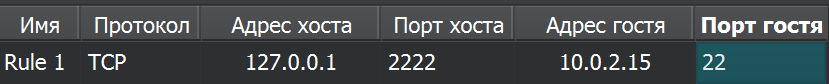 Имя Протокол Адрес хоста Порт хоста Адрес гостя Порт гостя
Rule 1 TCP 127.0.0.1 2222 10.0.2.15 22